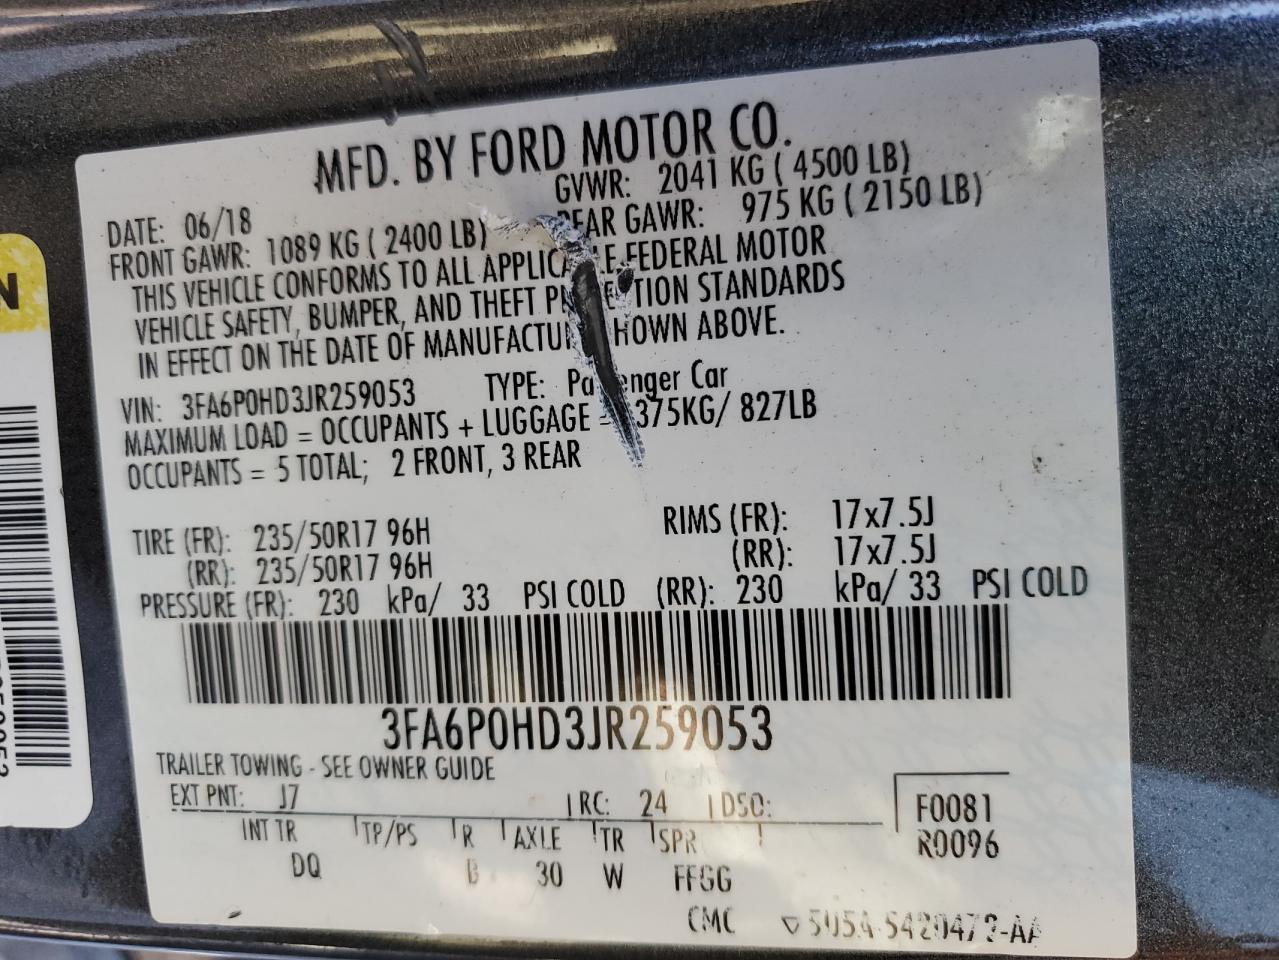 MFD. BY FORD MOTOR CO.
DATE: 06/18 GVWR: 2041 KG ( 4500 LB)
FRONT GAWR: 1089 KG ( 2400 LB) REAR GAWR: 975 KG ( 2150 LB)
THIS VEHICLE CONFORMS TO ALL FEDERAL MOTOR
VEHICLE SAFETY, BUMPER, AND THEFT STANDARDS
IN EFFECT ON THE DATE OF ABOVE.
VIN: 3FA6P0HD3JR259053 TYPE: Car
MAXIMUM LOAD = OCCUPANTS + LUGGAGE = 375KG/ 827LB
OCCUPANTS = 5 TOTAL; 2 FRONT, 3 REAR
TIRE (FR): 235/50R17 96H RIMS (FR): 17x7.5J
(RR): 235/50R17 96H (RR): 17x7.5J
PRESSURE (FR): 230 kPa/ 33 PSI COLD (RR): 230 kPa/ 33 PSI COLD
3FA6P0HD3JR259053
TRAILER TOWING - SEE OWNER GUIDE
EXT PNT: J7 RC: 24 DSO: F0081
INT TR TP/PS R AXLE TR SPR R0096
DQ B 30 W FFGG
CMC
N